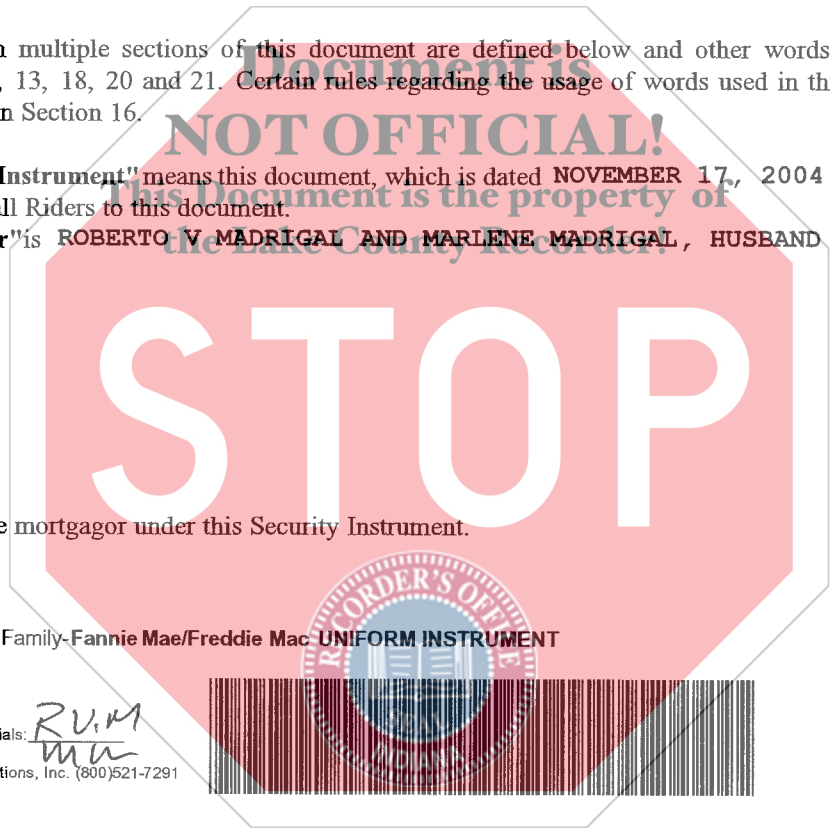 multiple sections of this document are defined below and other words
, 13, 18, 20 and 21. Certain rules regarding the usage of words used in th
n Section 16.
Document is
NOT OFFICIAL!
This Document is the property of
the Lake County Recorder!
Instrument" means this document, which is dated NOVEMBER 17, 2004
ll Riders to this document.
r" is ROBERTO V MADRIGAL AND MARLENE MADRIGAL, HUSBAND
STOP
e mortgagor under this Security Instrument.
RECORDER'S OFFICE
SEAL
INDIANA
Family-Fannie Mae/Freddie Mac UNIFORM INSTRUMENT
ials: R V. M
tions, Inc. (800)521-7291